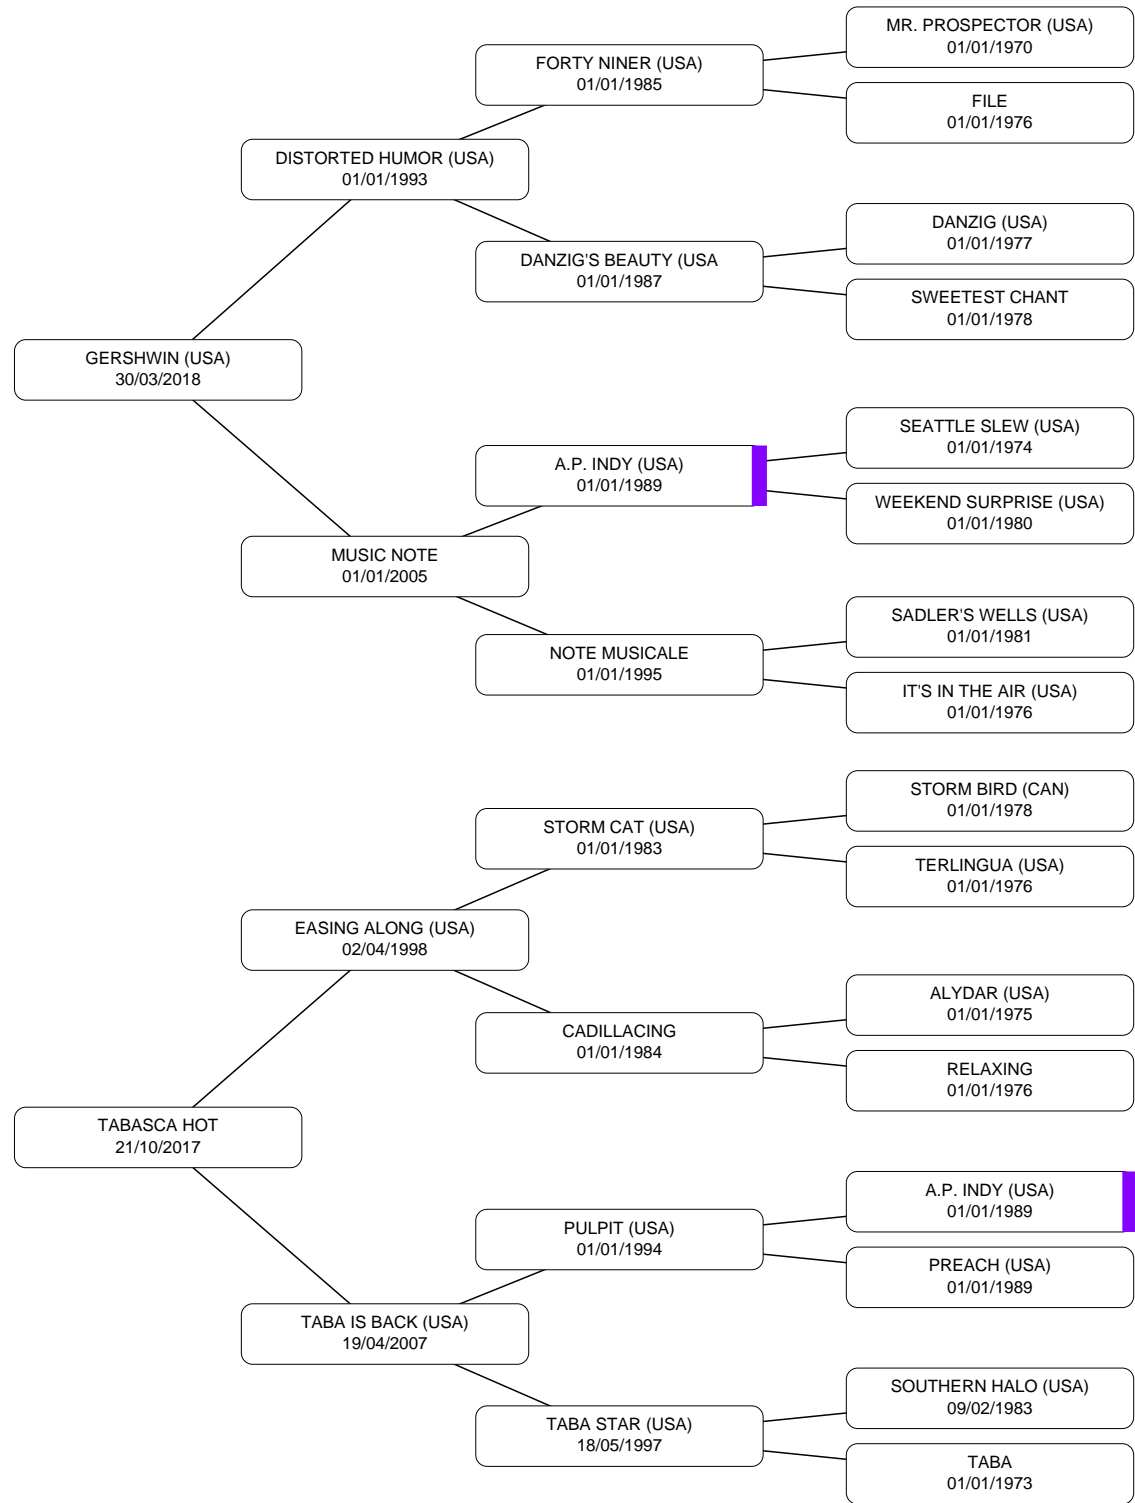 MR. PROSPECTOR (USA)
01/01/1970
FORTY NINER (USA)
01/01/1985
FILE
01/01/1976
DISTORTED HUMOR (USA)
01/01/1993
DANZIG (USA)
01/01/1977
DANZIG'S BEAUTY (USA
01/01/1987
SWEETEST CHANT
01/01/1978
GERSHWIN (USA)
30/03/2018
SEATTLE SLEW (USA)
01/01/1974
A.P. INDY (USA)
01/01/1989
WEEKEND SURPRISE (USA)
01/01/1980
MUSIC NOTE
01/01/2005
SADLER'S WELLS (USA)
01/01/1981
NOTE MUSICALE
01/01/1995
IT'S IN THE AIR (USA)
01/01/1976
STORM BIRD (CAN)
01/01/1978
STORM CAT (USA)
01/01/1983
TERLINGUA (USA)
01/01/1976
EASING ALONG (USA)
02/04/1998
ALYDAR (USA)
01/01/1975
CADILLACING
01/01/1984
RELAXING
01/01/1976
TABASCA HOT
21/10/2017
A.P. INDY (USA)
01/01/1989
PULPIT (USA)
01/01/1994
PREACH (USA)
01/01/1989
TABA IS BACK (USA)
19/04/2007
SOUTHERN HALO (USA)
09/02/1983
TABA STAR (USA)
18/05/1997
TABA
01/01/1973